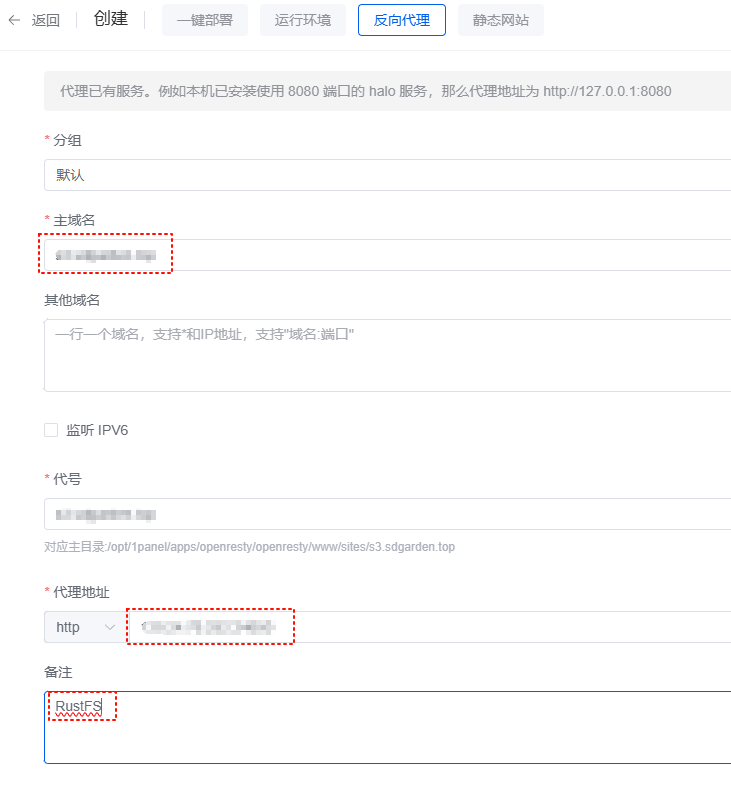 ← 返回 创建 一键部署 运行环境 反向代理 静态网站
代理已有服务。例如本机已安装使用 8080 端口的 halo 服务，那么代理地址为 http://127.0.0.1:8080
* 分组
默认
* 主域名
其他域名
一行一个域名，支持*和IP地址，支持"域名:端口"
监听 IPV6
* 代号
对应主目录:/opt/1panel/apps/openresty/openresty/www/sites/s3.sdgarden.top
* 代理地址
http
备注
RustFS